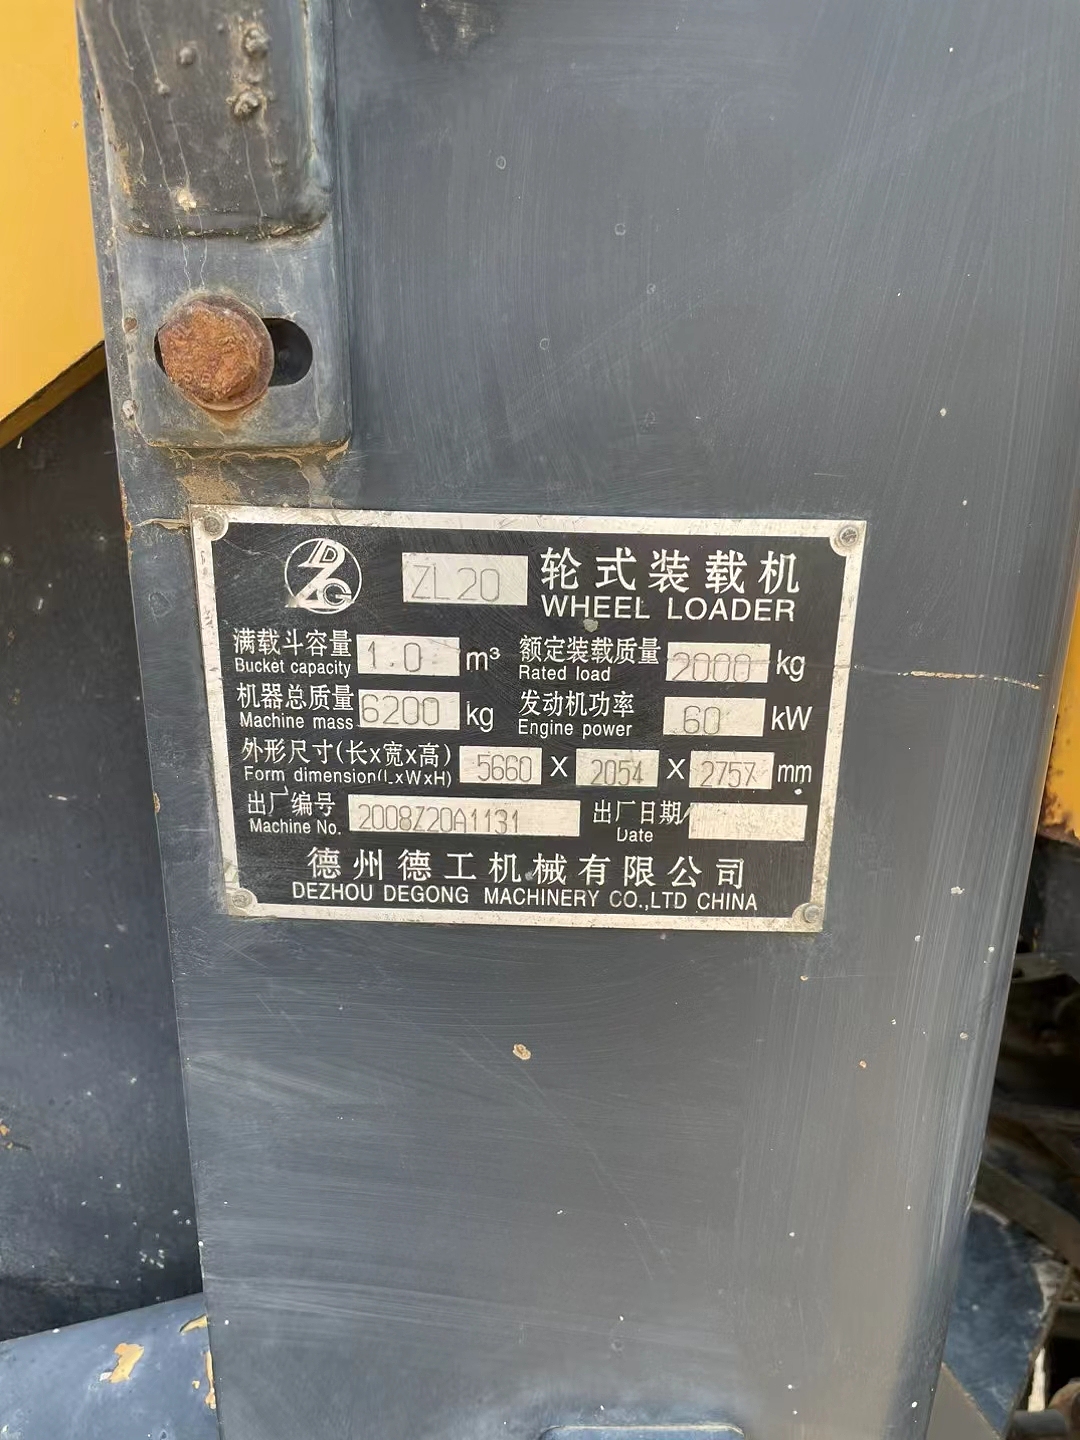 DZG ZL20 轮式装载机
WHEEL LOADER
满载斗容量 1.0 m³ 额定装载质量 2000 kg
Bucket capacity Rated load
机器总质量 6200 kg 发动机功率 60 kW
Machine mass Engine power
外形尺寸(长x宽x高) 5660 X 2054 X 2757 mm
Form dimension(LxWxH)
出厂编号 2008Z20A1131 出厂日期
Machine No. Date
德州德工机械有限公司
DEZHOU DEGONG MACHINERY CO.,LTD CHINA